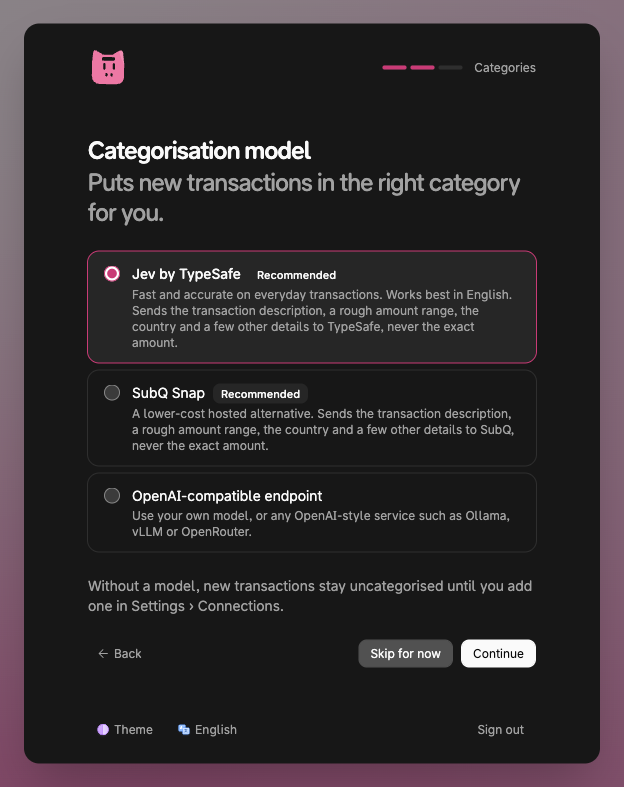 Categories
Categorisation model
Puts new transactions in the right category
for you.
Jev by TypeSafe Recommended
Fast and accurate on everyday transactions. Works best in English.
Sends the transaction description, a rough amount range, the
country and a few other details to TypeSafe, never the exact
amount.
SubQ Snap Recommended
A lower-cost hosted alternative. Sends the transaction description,
a rough amount range, the country and a few other details to SubQ,
never the exact amount.
OpenAI-compatible endpoint
Use your own model, or any OpenAI-style service such as Ollama,
vLLM or OpenRouter.
Without a model, new transactions stay uncategorised until you add
one in Settings › Connections.
← Back Skip for now Continue
Theme English Sign out